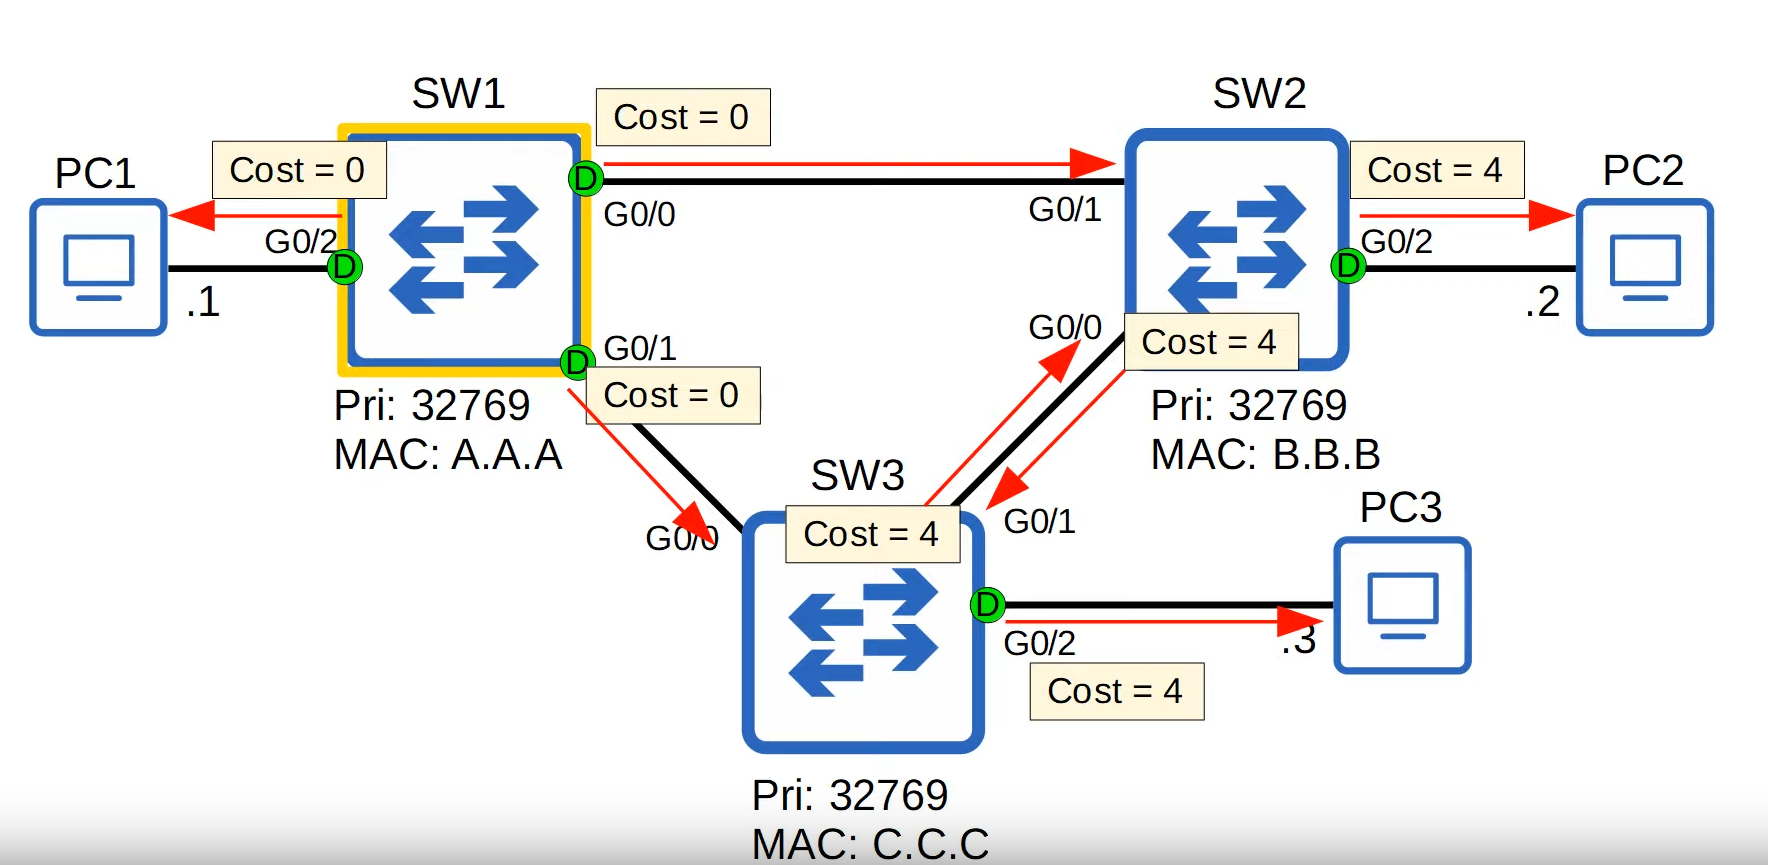 SW1
SW2
Cost = 0
Cost = 0
Cost = 4
PC1
PC2
D
G0/0
G0/1
G0/2
G0/2
D
D
.1
.2
G0/0
Cost = 4
G0/1
D
Cost = 0
Pri: 32769
MAC: A.A.A
Pri: 32769
MAC: B.B.B
SW3
PC3
G0/0
Cost = 4
G0/1
D
G0/2
.3
Cost = 4
Pri: 32769
MAC: C.C.C